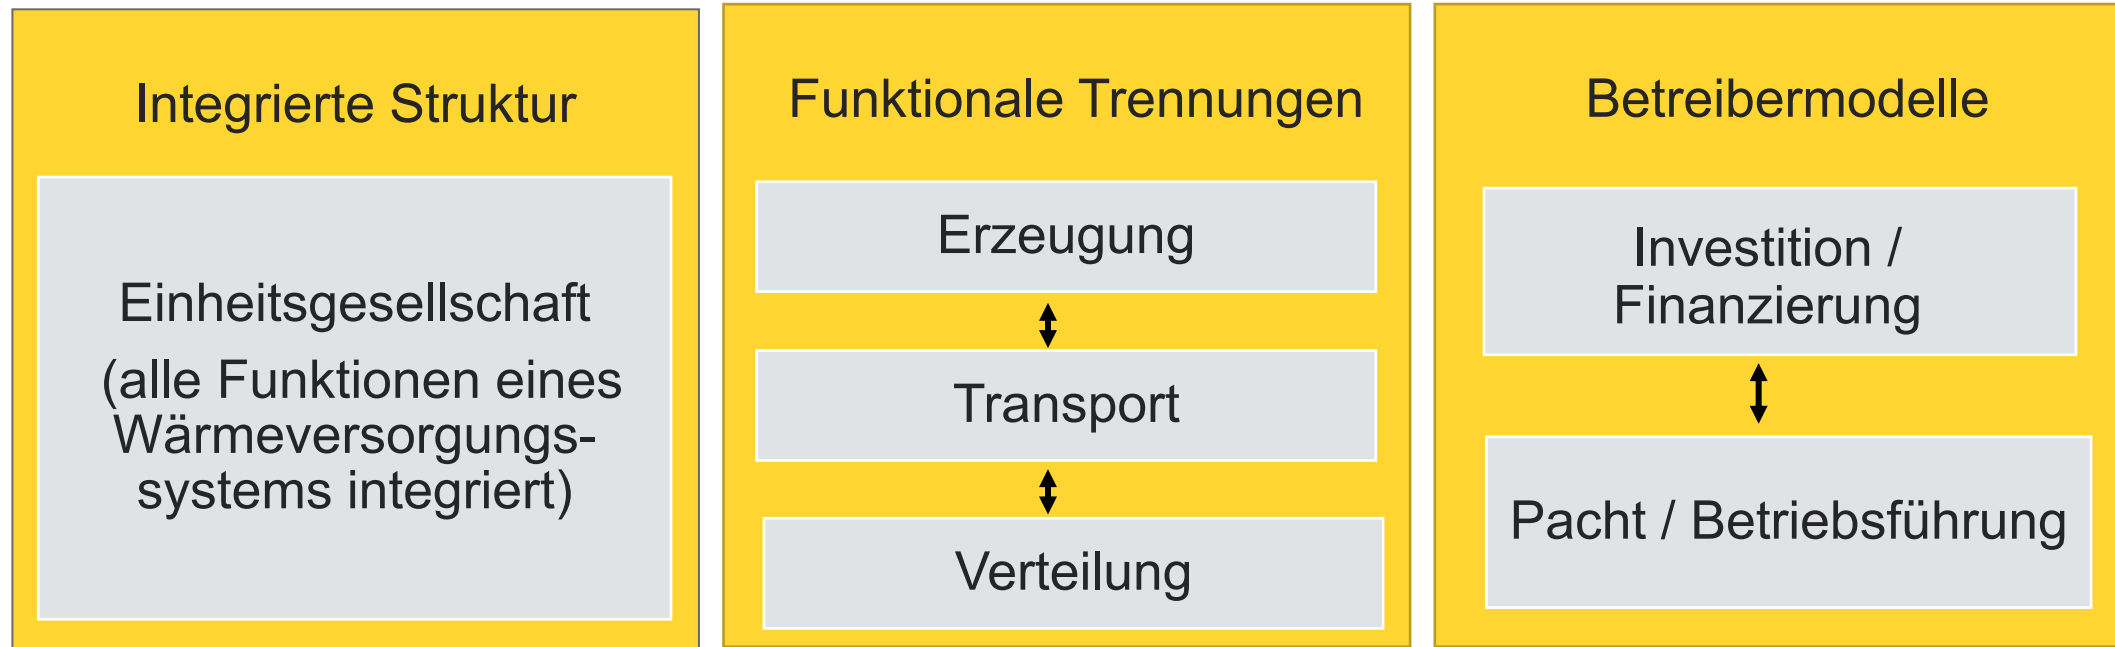 Integrierte Struktur
Einheitsgesellschaft
(alle Funktionen eines
Wärmeversorgungs-
systems integriert)
Funktionale Trennungen
Erzeugung
Transport
Verteilung
Betreibermodelle
Investition /
Finanzierung
Pacht / Betriebsführung